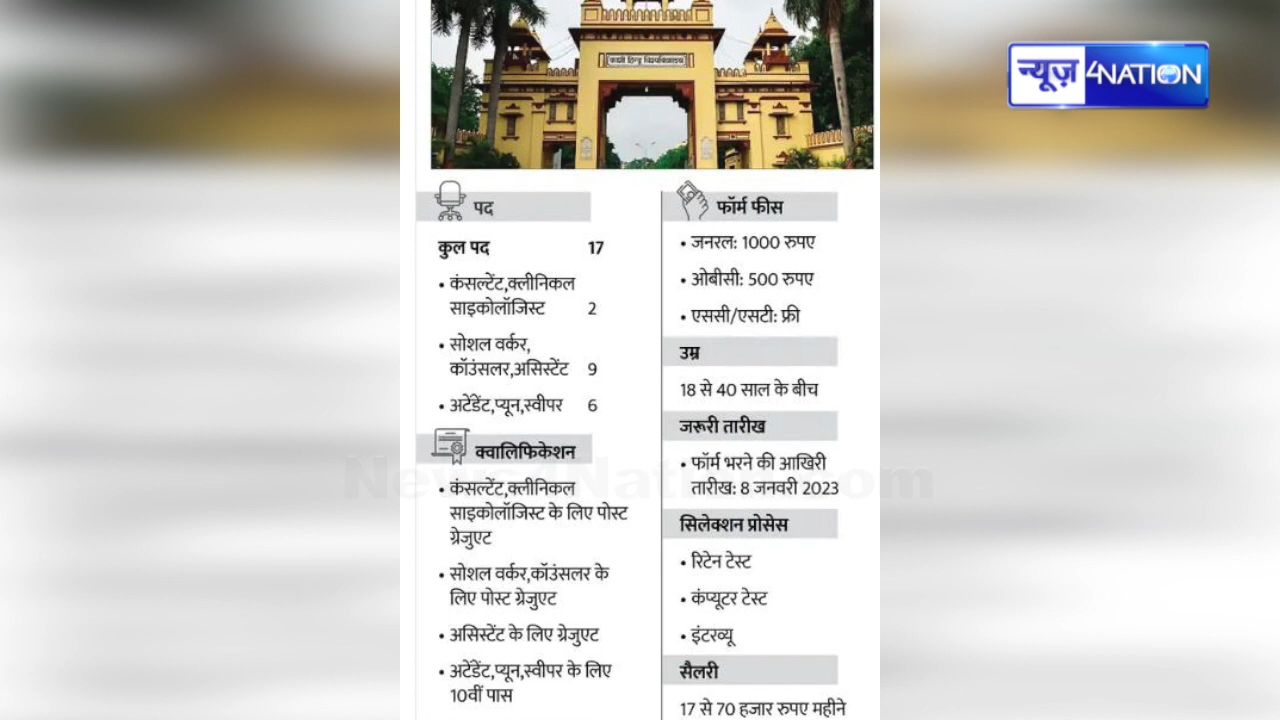 काशी हिन्दू विश्वविद्यालय
न्यूज़ 4NATION
पद
कुल पद 17
• कंसल्टेंट,क्लीनिकल
साइकोलॉजिस्ट 2
• सोशल वर्कर,
कॉउंसलर,असिस्टेंट 9
• अटेंडेंट,प्यून,स्वीपर 6
क्वालिफिकेशन
• कंसल्टेंट,क्लीनिकल
साइकोलॉजिस्ट के लिए पोस्ट
ग्रेजुएट
• सोशल वर्कर,कॉउंसलर के
लिए पोस्ट ग्रेजुएट
• असिस्टेंट के लिए ग्रेजुएट
• अटेंडेंट,प्यून,स्वीपर के लिए
10वीं पास
फॉर्म फीस
• जनरल: 1000 रुपए
• ओबीसी: 500 रुपए
• एससी/एसटी: फ्री
उम्र
18 से 40 साल के बीच
जरूरी तारीख
• फॉर्म भरने की आखिरी
तारीख: 8 जनवरी 2023
सिलेक्शन प्रोसेस
• रिटेन टेस्ट
• कंप्यूटर टेस्ट
• इंटरव्यू
सैलरी
17 से 70 हजार रुपए महीने
News4Nation.com